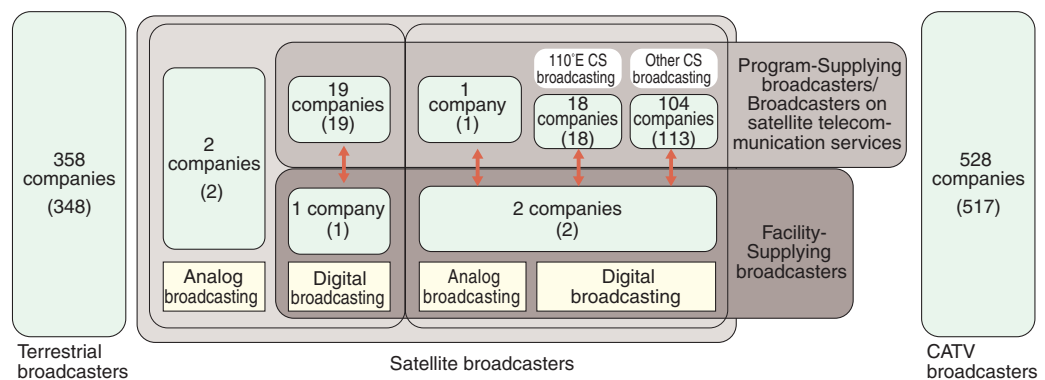 358
companies
(348)
Terrestrial
broadcasters
2
companies
(2)
Analog
broadcasting
19
companies
(19)
1 company
(1)
Digital
broadcasting
1
company
(1)
110°E CS
broadcasting
18
companies
(18)
Other CS
broadcasting
104
companies
(113)
2 companies
(2)
Analog
broadcasting
Digital
broadcasting
Satellite broadcasters
Program-Supplying
broadcasters/
Broadcasters on
satellite telecom-
munication services
Facility-
Supplying
broadcasters
528
companies
(517)
CATV
broadcasters